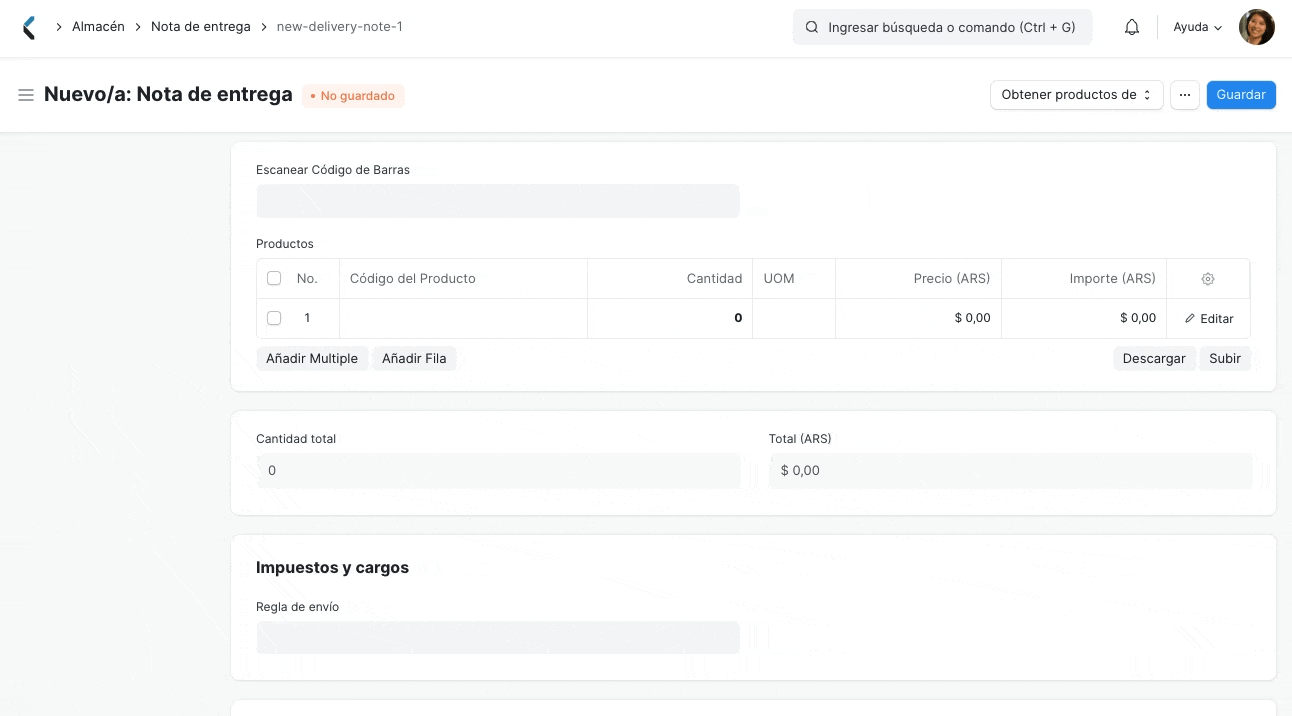 Almacén
Nota de entrega
new-delivery-note-1
Ingresar búsqueda o comando (Ctrl + G)
Ayuda
Nuevo/a: Nota de entrega
• No guardado
Obtener productos de
...
Guardar
Escanear Código de Barras
Productos
No. Código del Producto Cantidad UOM Precio (ARS) Importe (ARS)
1 0 $ 0,00 $ 0,00 Editar
Añadir Multiple Añadir Fila Descargar Subir
Cantidad total Total (ARS)
0 $ 0,00
Impuestos y cargos
Regla de envío